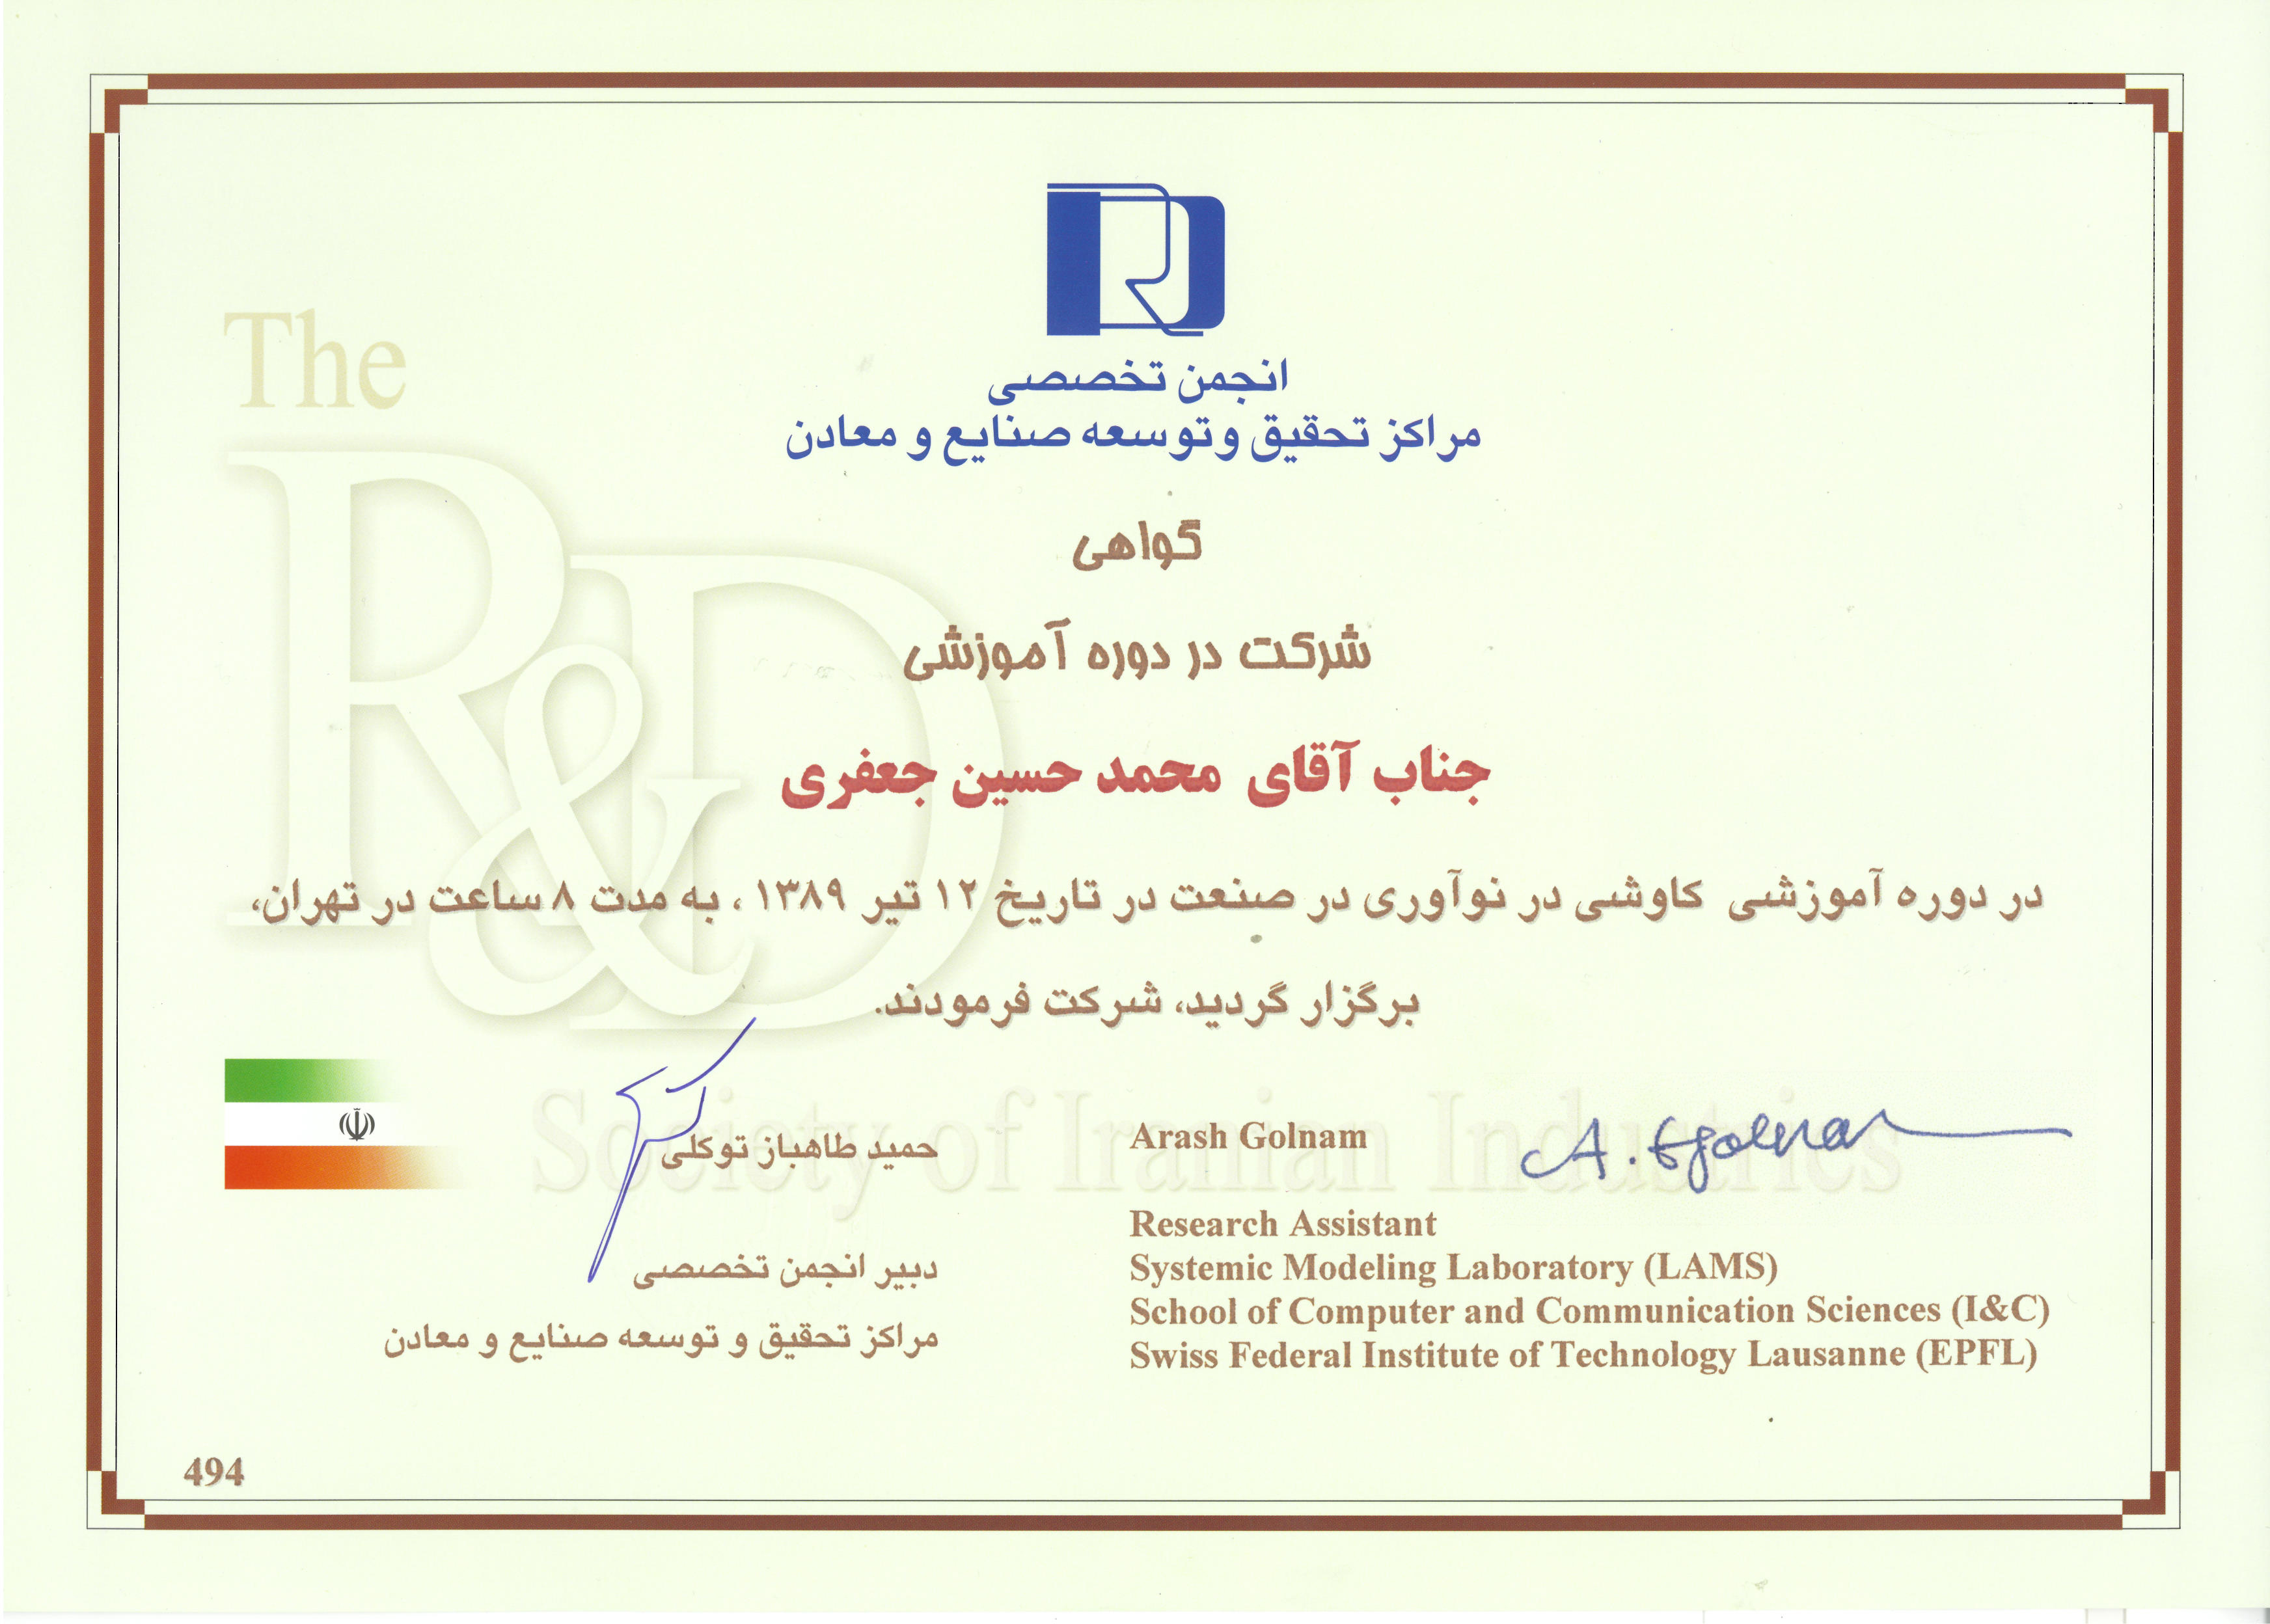 The
R&D
Society of Iranian Industries
انجمن تخصصی
مراکز تحقیق و توسعه صنایع و معادن
گواهی
شرکت در دوره آموزشی
جناب آقای محمد حسین جعفری
در دوره آموزشی کاوشی در نوآوری در صنعت در تاریخ ۱۲ تیر ۱۳۸۹ ، به مدت ۸ ساعت در تهران،
برگزار گردید، شرکت فرمودند.
حمید طاهباز توکلی
دبیر انجمن تخصصی
مراکز تحقیق و توسعه صنایع و معادن
Arash Golnam
A. Golnam
Research Assistant
Systemic Modeling Laboratory (LAMS)
School of Computer and Communication Sciences (I&C)
Swiss Federal Institute of Technology Lausanne (EPFL)
494